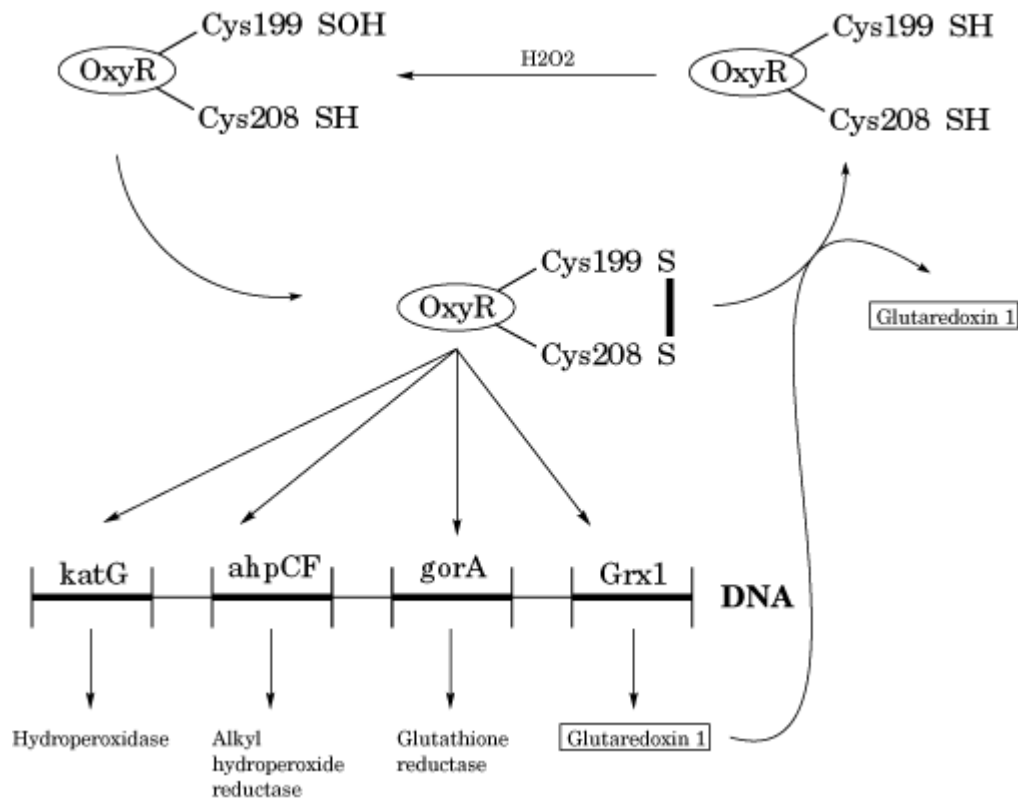 Cys199 SOH
OxyR
Cys208 SH
H2O2
Cys199 SH
OxyR
Cys208 SH
Cys199 S
OxyR
Cys208 S
Glutaredoxin 1
katG
ahpCF
gorA
Grx1
DNA
Hydroperoxidase
Alkyl
hydroperoxide
reductase
Glutathione
reductase
Glutaredoxin 1